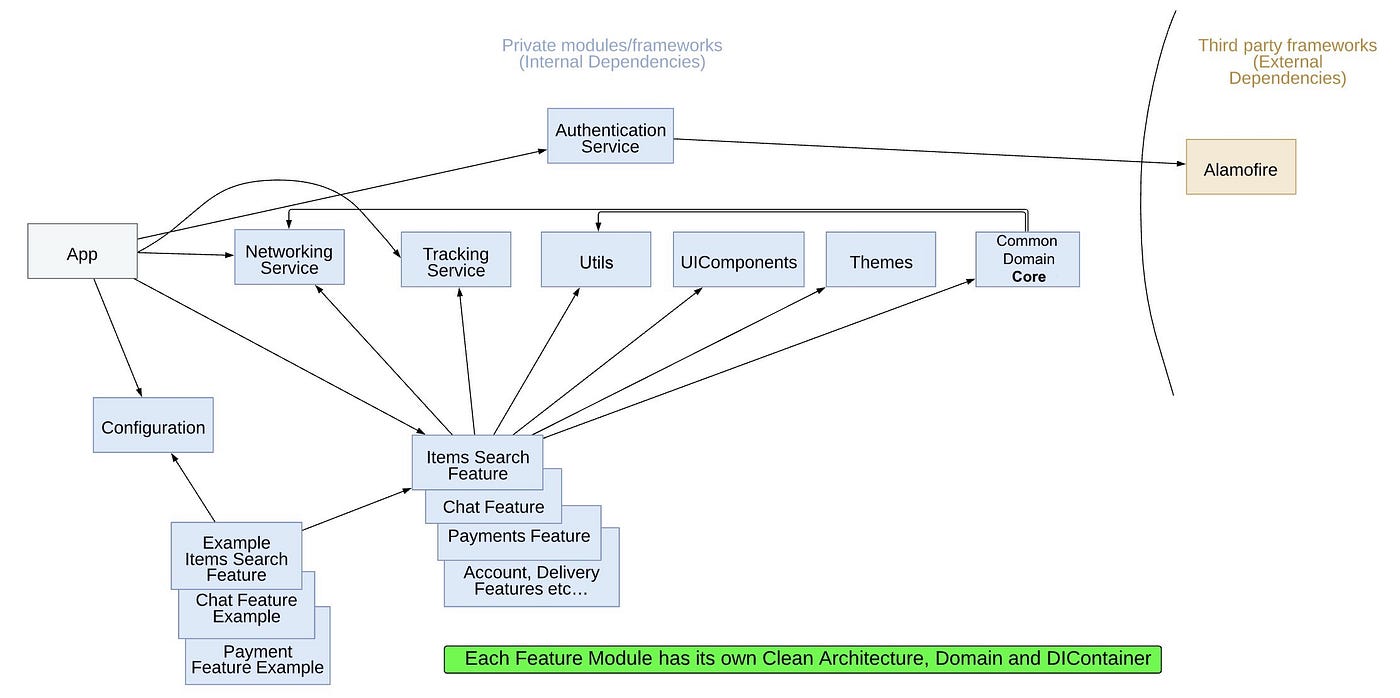 Private modules/frameworks
(Internal Dependencies)
Third party frameworks
(External
Dependencies)
Authentication
Service
Alamofire
App
Networking
Service
Tracking
Service
Utils
UIComponents
Themes
Common
Domain
Core
Configuration
Items Search
Feature
Chat Feature
Payments Feature
Account, Delivery
Features etc…
Example
Items Search
Feature
Chat Feature
Example
Payment
Feature Example
Each Feature Module has its own Clean Architecture, Domain and DIContainer